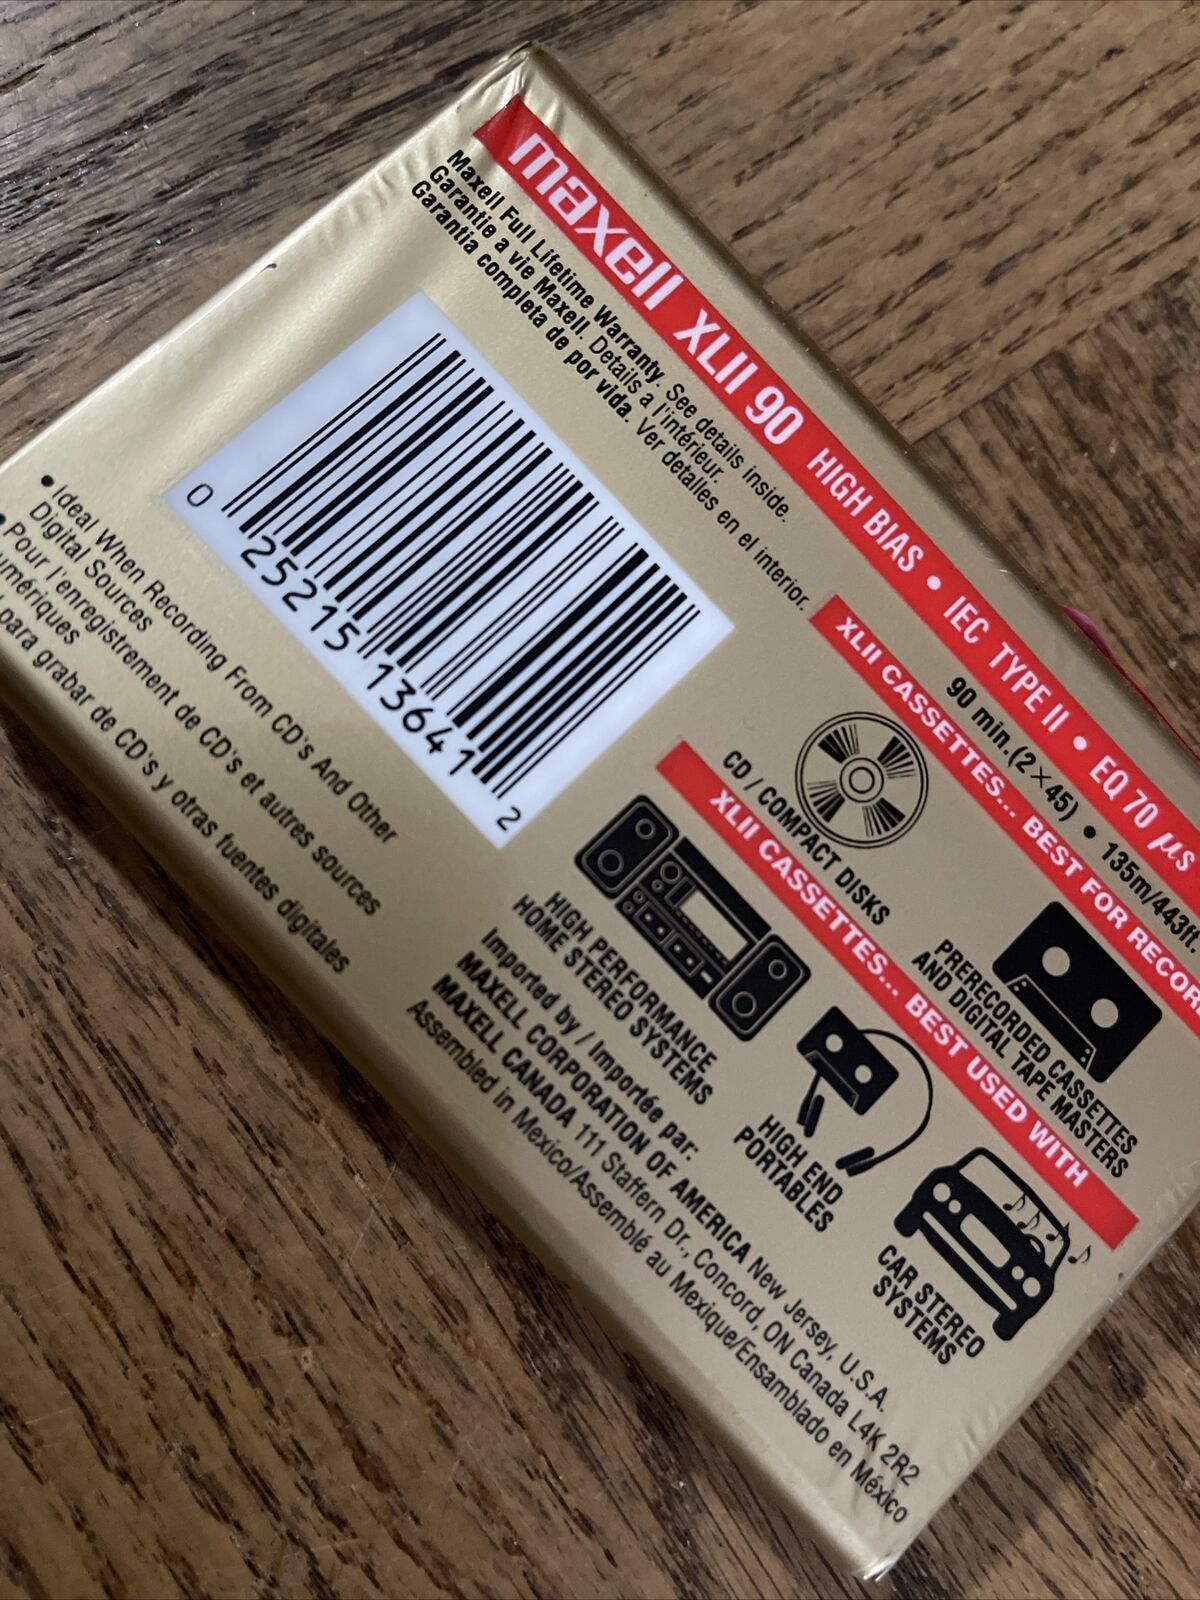 maxell XLII 90 HIGH BIAS • IEC TYPE II • EQ 70 μs
Maxell Full Lifetime Warranty. See details inside.
Garantie a vie Maxell. Details a l'intérieur.
Garantia completa de por vida. Ver detalles en el interior.
90 min.(2×45) • 135m/443ft.
0 25215 13641 2
• Ideal When Recording From CD's And Other
Digital Sources
• Pour l'enregistrement de CD's et autres sources
para grabar de CD's y otras fuentes digitales
XLII CASSETTES... BEST FOR
CD / COMPACT DISKS
PRERECORDED CASSETTES
AND DIGITAL TAPE MASTERS
XLII CASSETTES... BEST USED WITH
HIGH PERFORMANCE
HOME STEREO SYSTEMS
HIGH END
PORTABLES
CAR STEREO
SYSTEMS
Imported by / Importée par:
MAXELL CORPORATION OF AMERICA New Jersey, U.S.A.
MAXELL CANADA 111 Staffern Dr., Concord, ON Canada L4K 2R2
Assembled in Mexico/Assemblé au Mexique/Ensamblado en México